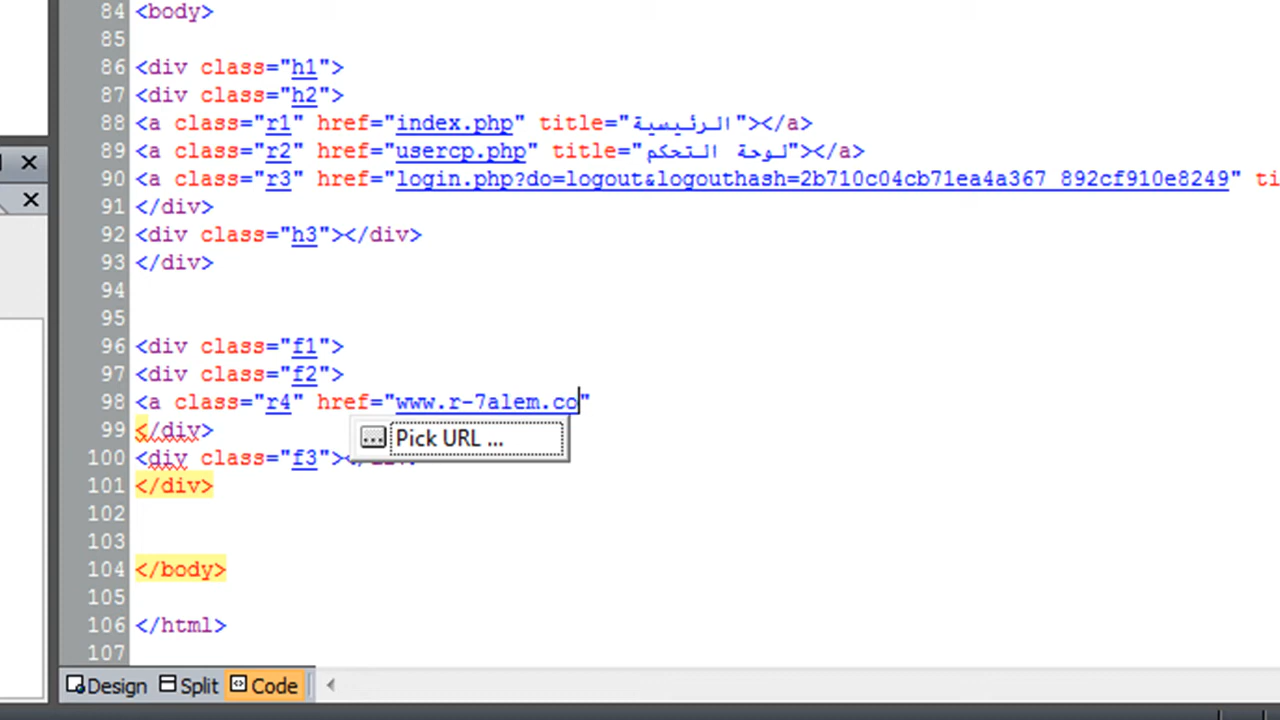 84 <body>
85
86 <div class="h1">
87 <div class="h2">
88 <a class="r1" href="index.php" title="الرئيسية"></a>
89 <a class="r2" href="usercp.php" title="لوحة التحكم"></a>
90 <a class="r3" href="login.php?do=logout&logouthash=2b710c04cb71ea4a367 892cf910e8249" ti
91 </div>
92 <div class="h3"></div>
93 </div>
94
95
96 <div class="f1">
97 <div class="f2">
98 <a class="r4" href="www.r-7alem.co"
99 </div>
Pick URL ...
100 <div class="f3"></div>
101 </div>
102
103
104 </body>
105
106 </html>
107
Design Split Code